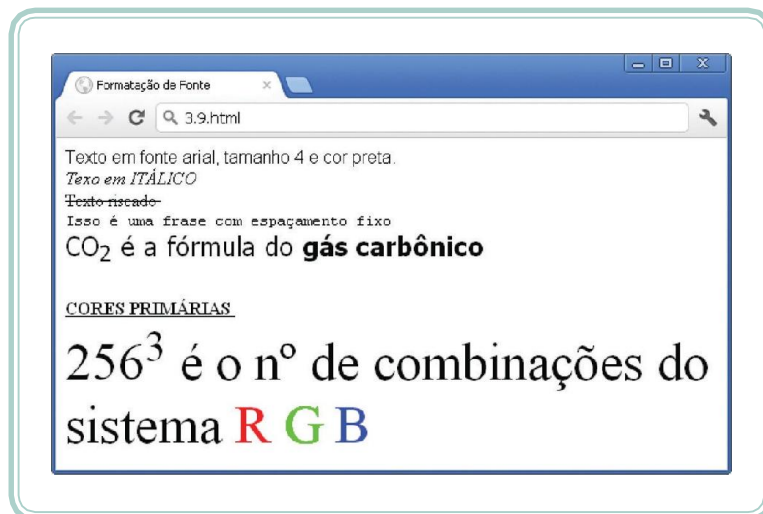 Formatação de Fonte
3.9.html
Texto em fonte arial, tamanho 4 e cor preta.
Texo em ITÁLICO
Texto riscado
Isso é uma frase com espaçamento fixo
CO₂ é a fórmula do gás carbônico
CORES PRIMÁRIAS
256³ é o nº de combinações do
sistema R G B